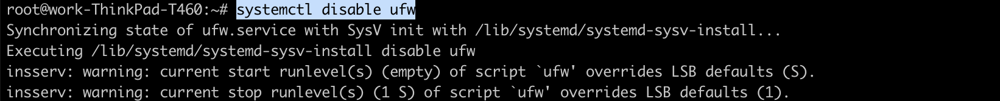 root@work-ThinkPad-T460:~# systemctl disable ufw
Synchronizing state of ufw.service with SysV init with /lib/systemd/systemd-sysv-install...
Executing /lib/systemd/systemd-sysv-install disable ufw
insserv: warning: current start runlevel(s) (empty) of script `ufw' overrides LSB defaults (S).
insserv: warning: current stop runlevel(s) (1 S) of script `ufw' overrides LSB defaults (1).